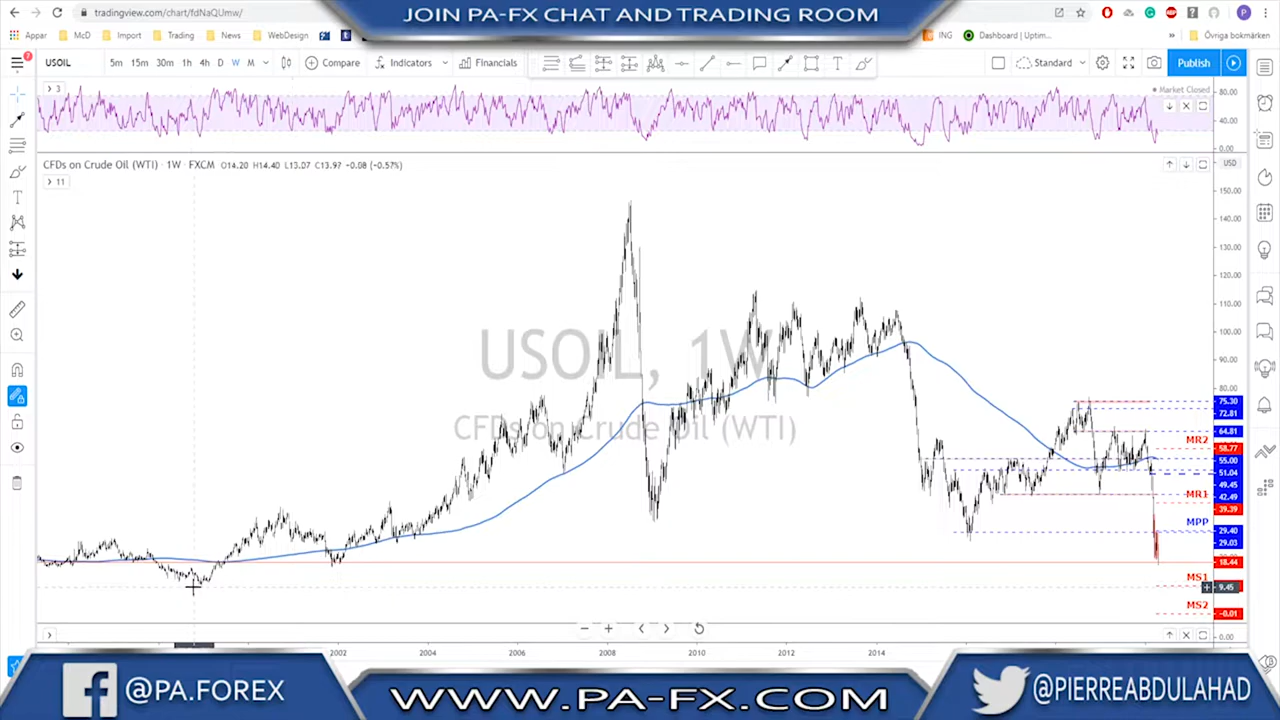 JOIN PA-FX CHAT AND TRADING ROOM
tradingview.com/chart/fdNaQUmw/
Appar
McD
Import
Trading
News
WebDesign
ING
Dashboard | Uptim...
Övriga bokmärken
USOIL
5m 15m 30m 1h 4h D W M
Compare
Indicators
Financials
Standard
Publish
3
Market Closed
80.00
40.00
0.00
CFDs on Crude Oil (WTI) · 1W · FXCM O14.20 H14.40 L13.07 C13.97 -0.08 (-0.57%)
USD
11
150.00
140.00
130.00
120.00
110.00
100.00
90.00
80.00
USOIL, 1W
CFDs on Crude Oil (WTI)
75.30
72.81
64.81
MR2
58.77
55.00
51.04
49.45
MR1
42.49
39.39
MPP
29.40
29.03
18.44
MS1
9.45
MS2
-0.01
0.00
2002 2004 2006 2008 2010 2012 2014
@PA.FOREX
WWW.PA-FX.COM
@PIERREABDULAHAD